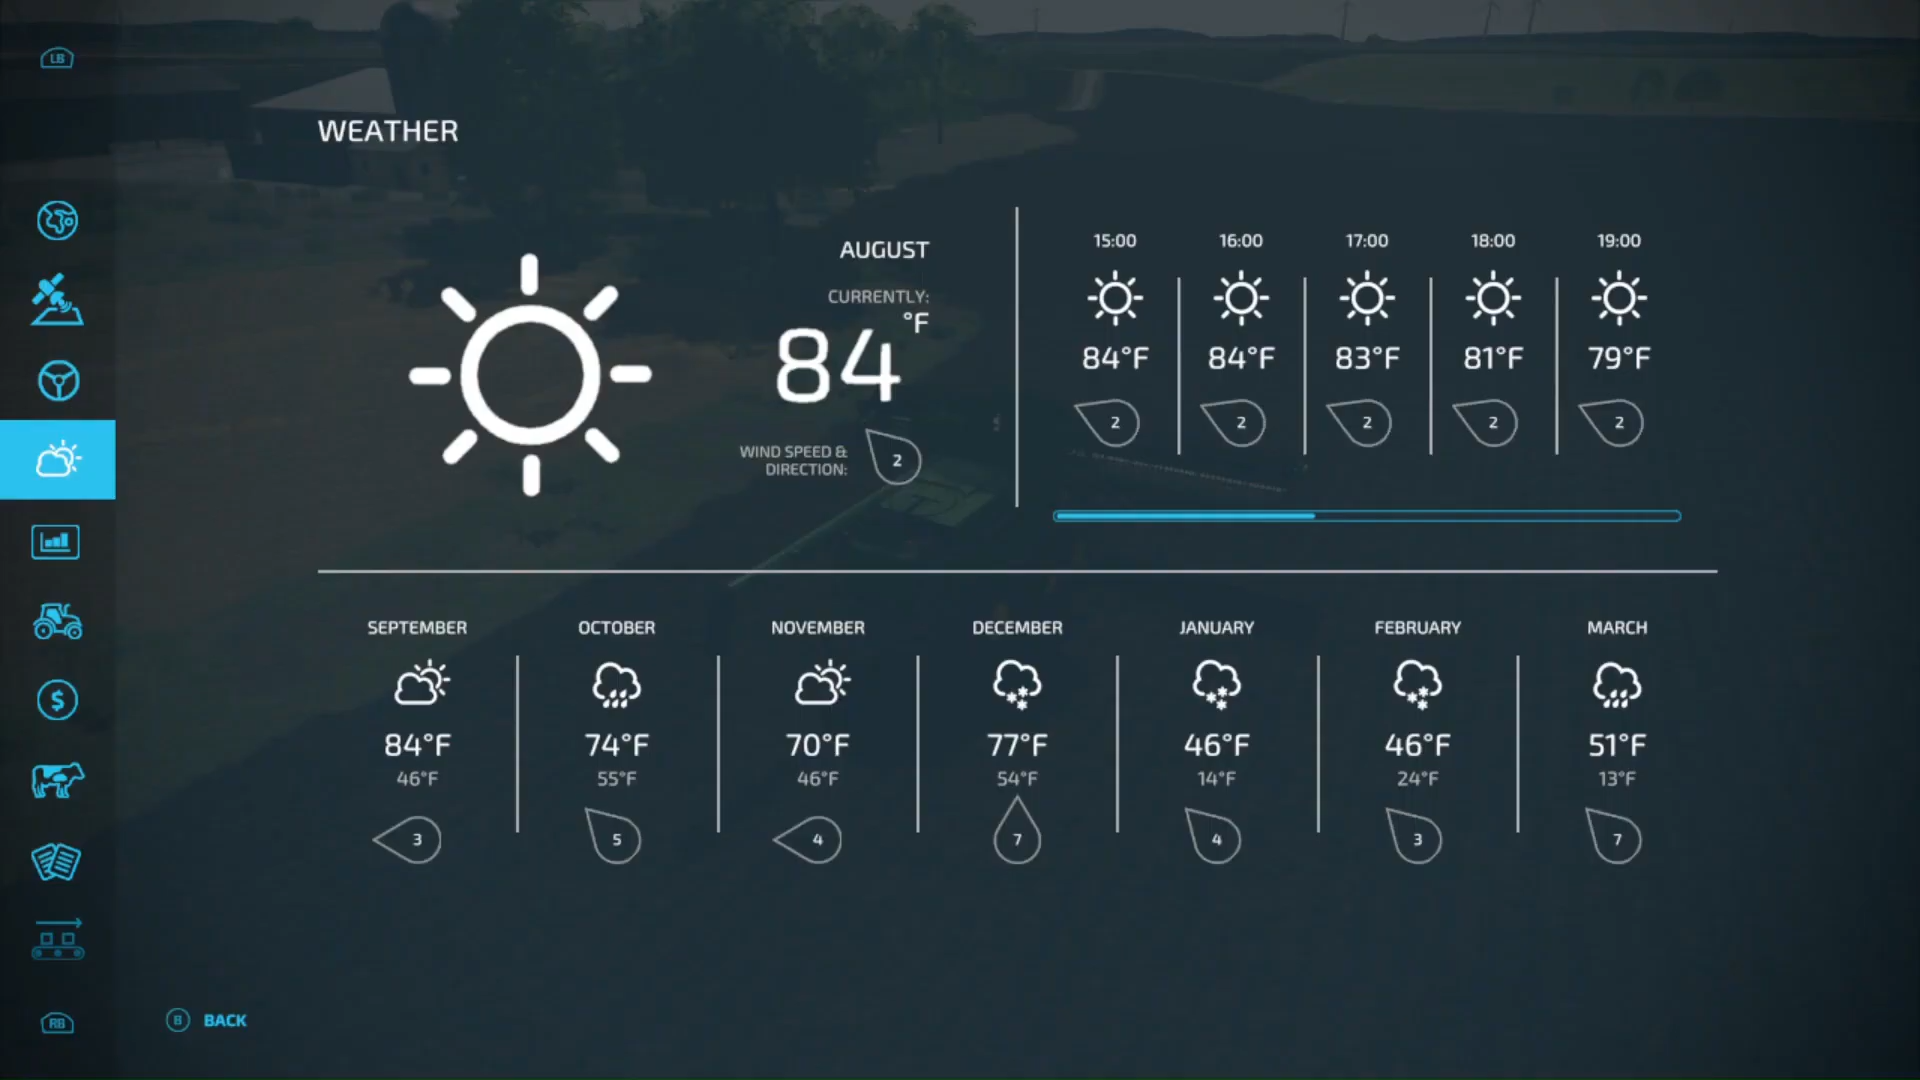 LB
WEATHER
AUGUST
CURRENTLY:
84 °F
WIND SPEED &
DIRECTION:
2
15:00 16:00 17:00 18:00 19:00
84°F 84°F 83°F 81°F 79°F
2 2 2 2 2
SEPTEMBER OCTOBER NOVEMBER DECEMBER JANUARY FEBRUARY MARCH
84°F 74°F 70°F 77°F 46°F 46°F 51°F
46°F 55°F 46°F 54°F 14°F 24°F 13°F
3 5 4 7 4 3 7
$
RB
B BACK